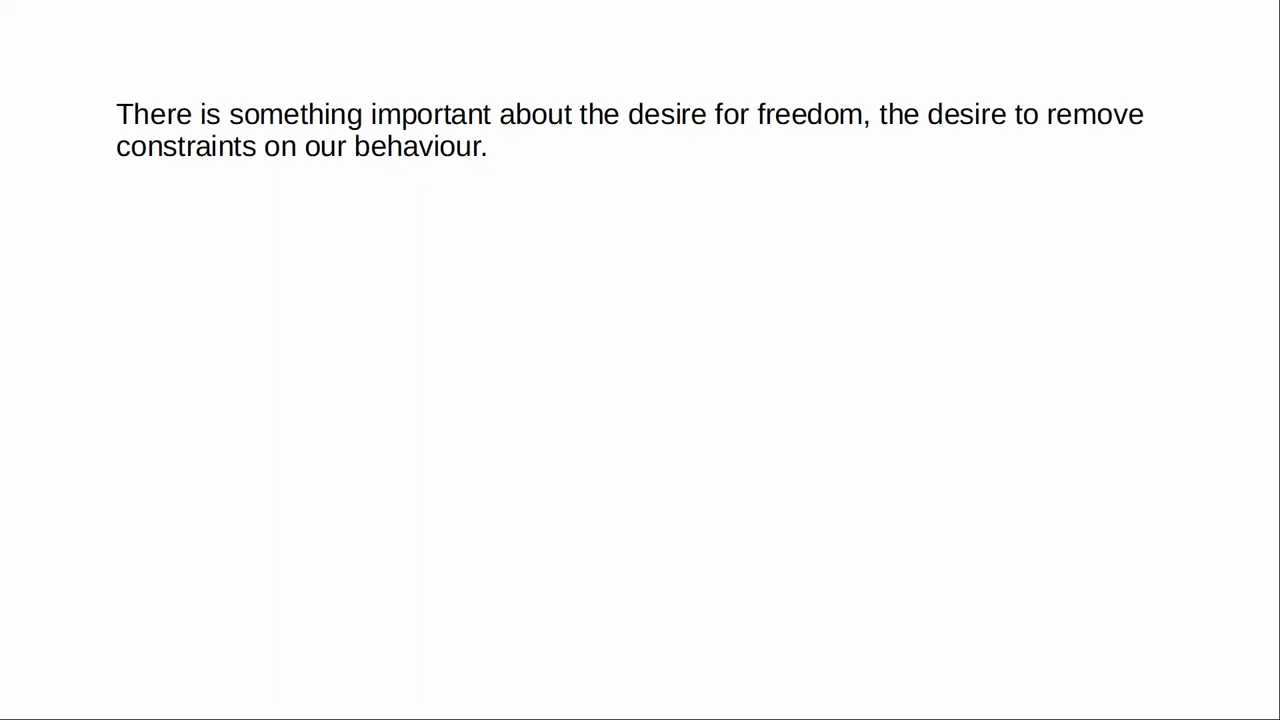 There is something important about the desire for freedom, the desire to remove
constraints on our behaviour.